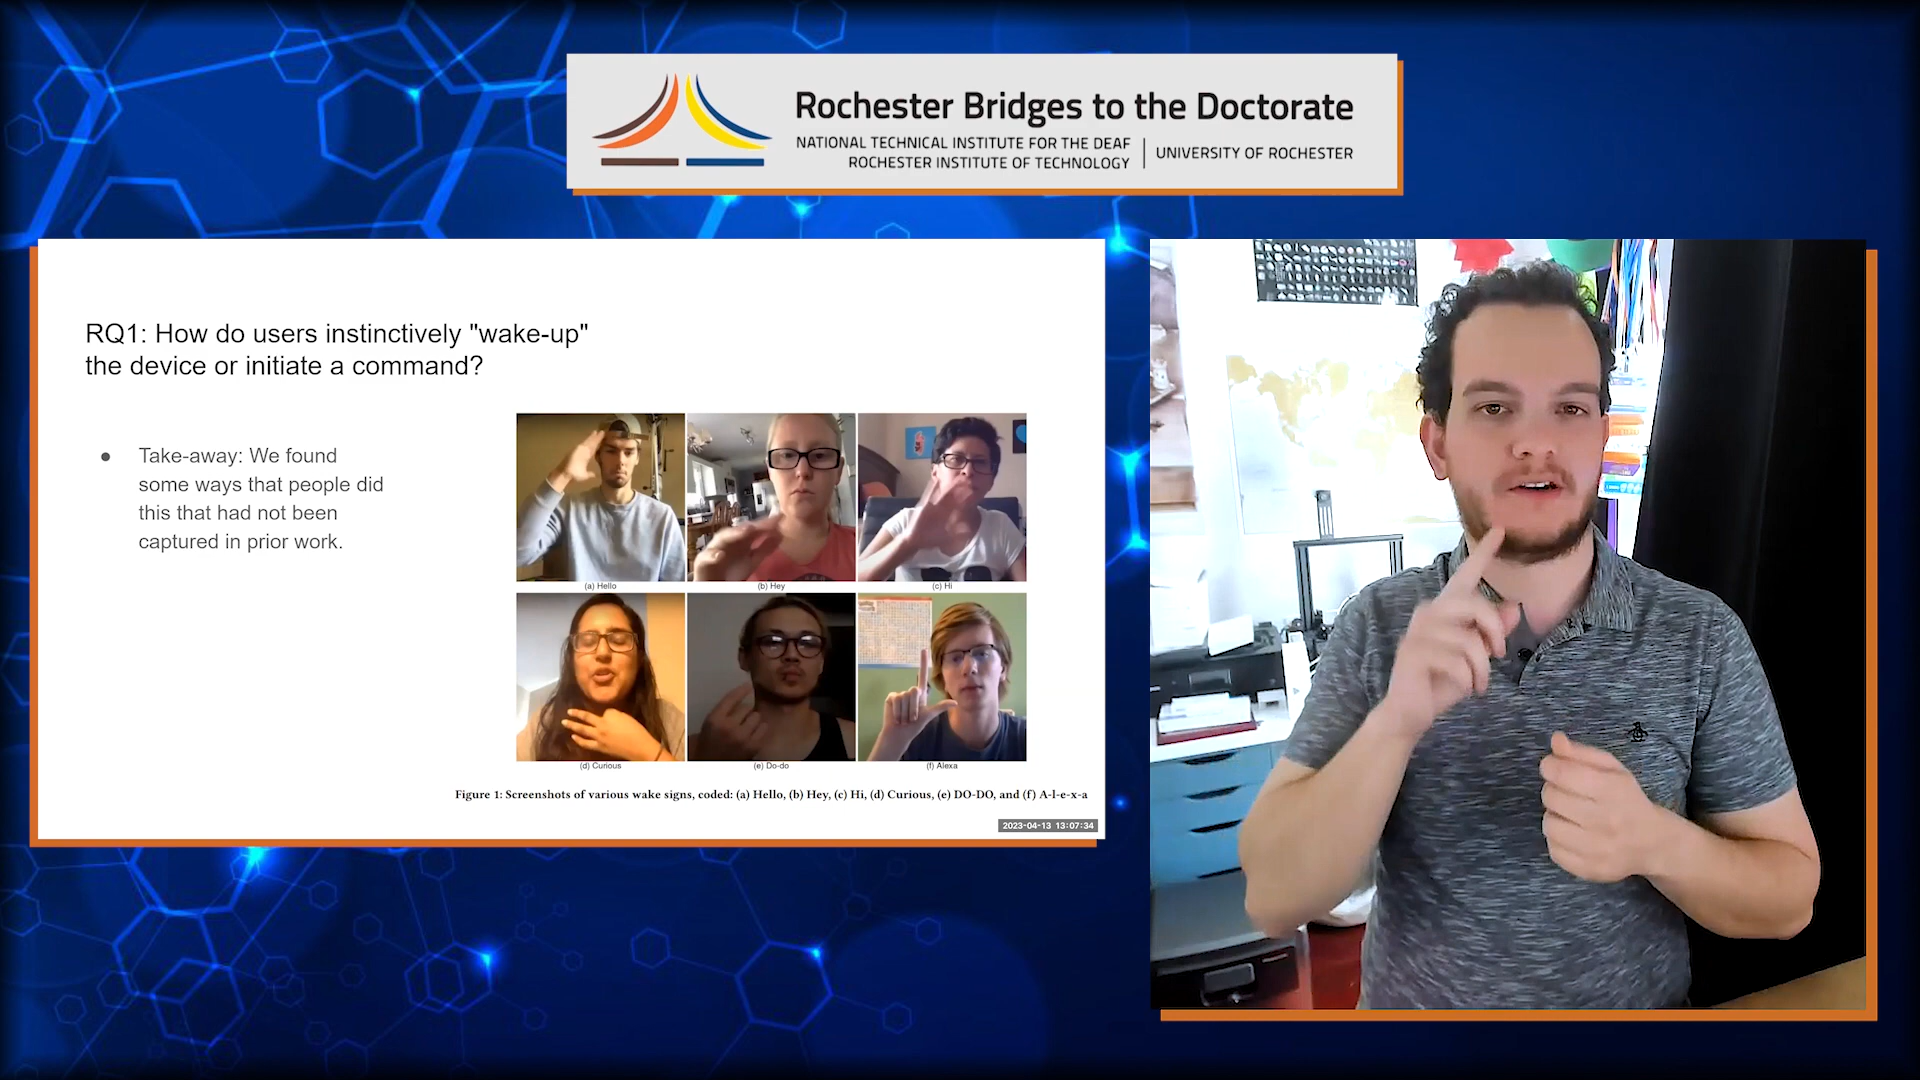 Rochester Bridges to the Doctorate
NATIONAL TECHNICAL INSTITUTE FOR THE DEAF
ROCHESTER INSTITUTE OF TECHNOLOGY
UNIVERSITY OF ROCHESTER
RQ1: How do users instinctively "wake-up"
the device or initiate a command?
● Take-away: We found
some ways that people did
this that had not been
captured in prior work.
(a) Hello
(b) Hey
(c) Hi
(d) Curious
(e) Do-do
(f) Alexa
Figure 1: Screenshots of various wake signs, coded: (a) Hello, (b) Hey, (c) Hi, (d) Curious, (e) DO-DO, and (f) A-l-e-x-a
2023-04-13 13:07:34